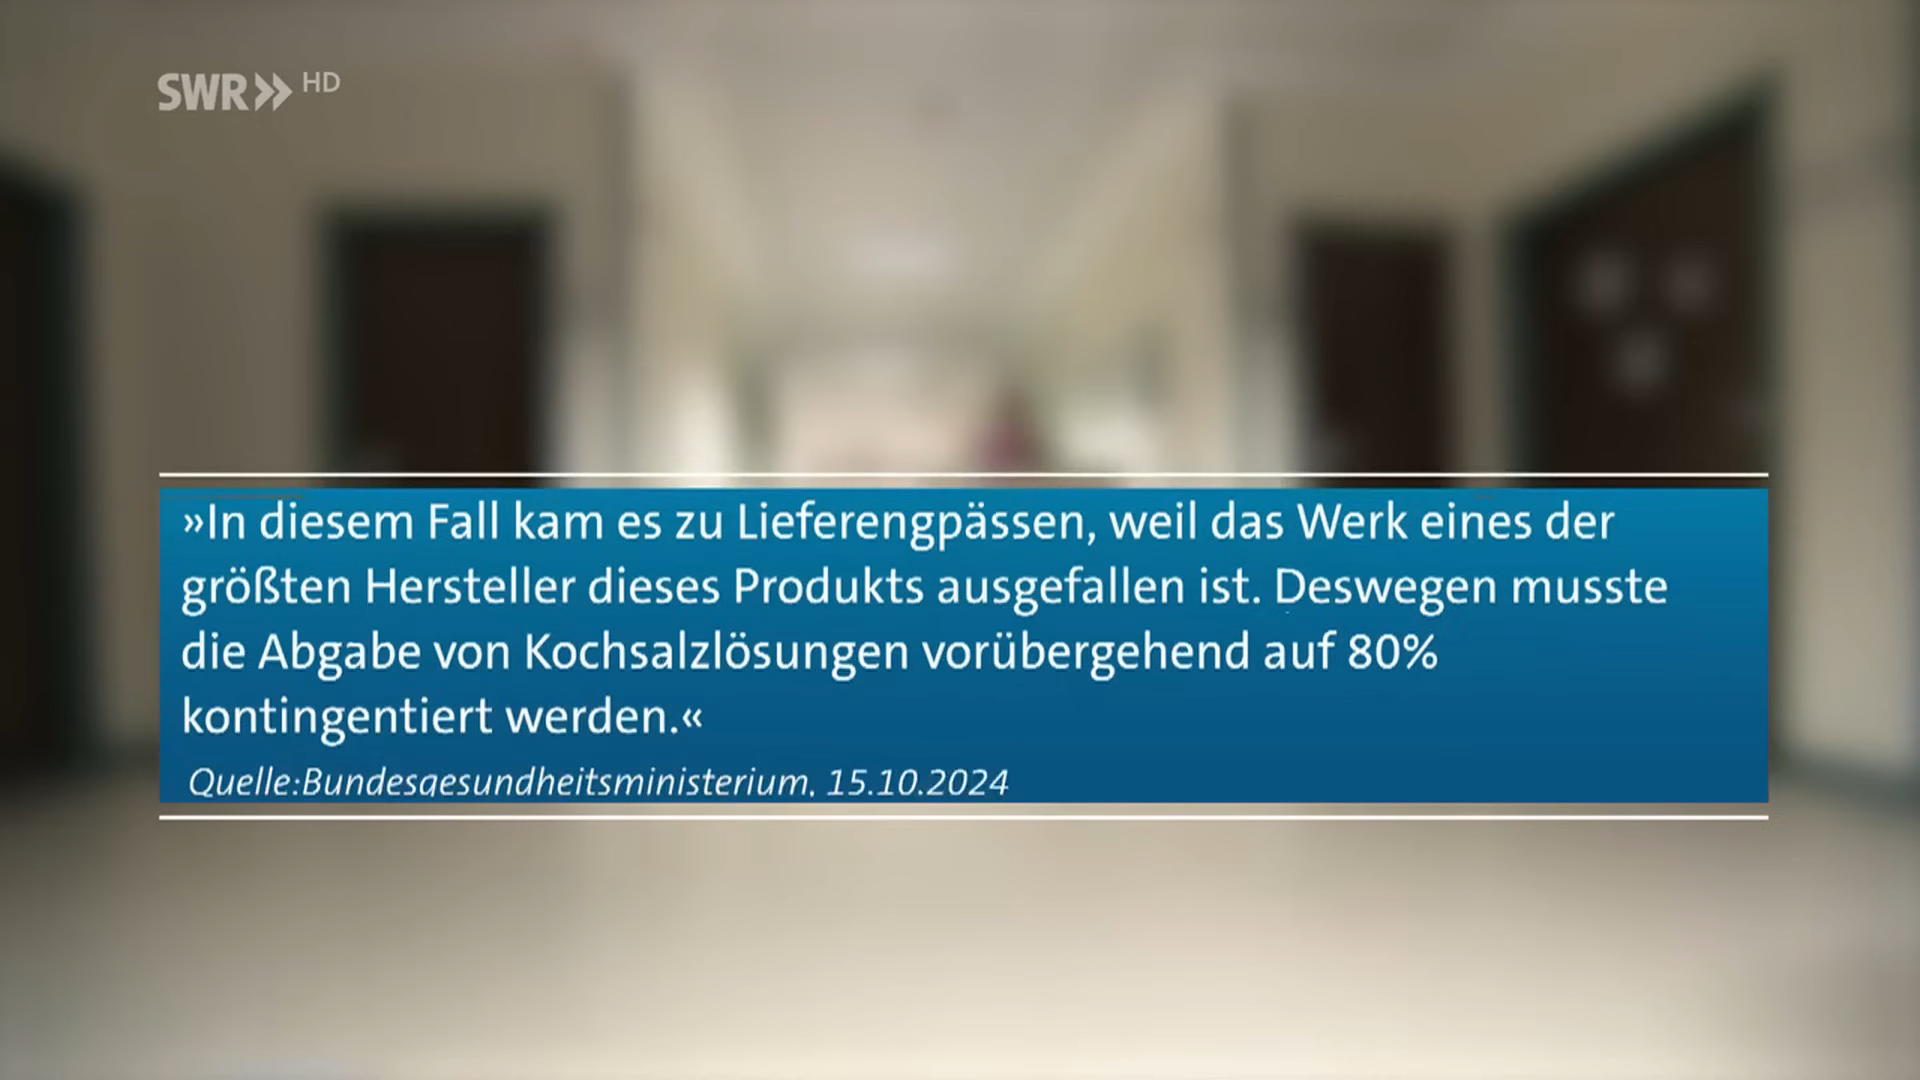 SWR» HD
»In diesem Fall kam es zu Lieferengpässen, weil das Werk eines der
größten Hersteller dieses Produkts ausgefallen ist. Deswegen musste
die Abgabe von Kochsalzlösungen vorübergehend auf 80%
kontingentiert werden.«
Quelle:Bundesgesundheitsministerium, 15.10.2024